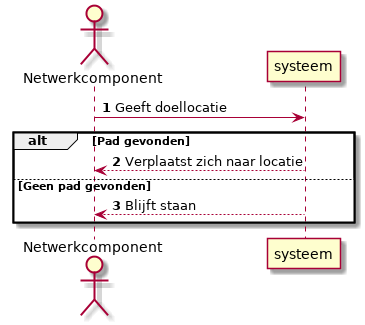 Netwerkcomponent
systeem
1 Geeft doellocatie
alt [Pad gevonden]
2 Verplaatst zich naar locatie
[Geen pad gevonden]
3 Blijft staan
Netwerkcomponent
systeem